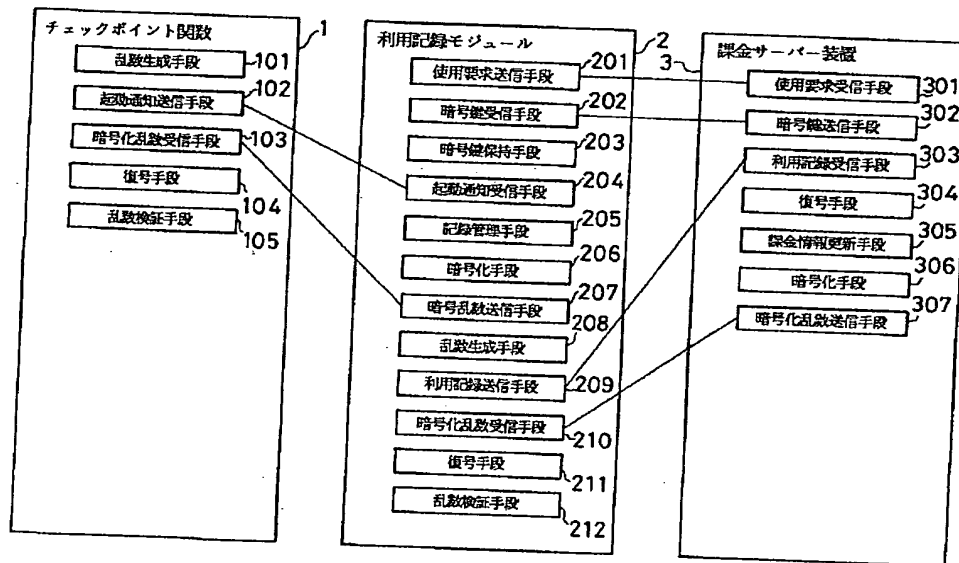 チェックポイント関数
1
乱数生成手段
101
起動通知送信手段
102
暗号化乱数受信手段
103
復号手段
104
乱数検証手段
105
利用記録モジュール
2
使用要求送信手段
201
暗号鍵受信手段
202
暗号鍵保持手段
203
起動通知受信手段
204
記録管理手段
205
暗号化手段
206
暗号乱数送信手段
207
乱数生成手段
208
利用記録送信手段
209
暗号化乱数受信手段
210
復号手段
211
乱数検証手段
212
課金サーバー装置
3
使用要求受信手段
301
暗号鍵送信手段
302
利用記録受信手段
303
復号手段
304
課金情報更新手段
305
暗号化手段
306
暗号化乱数送信手段
307